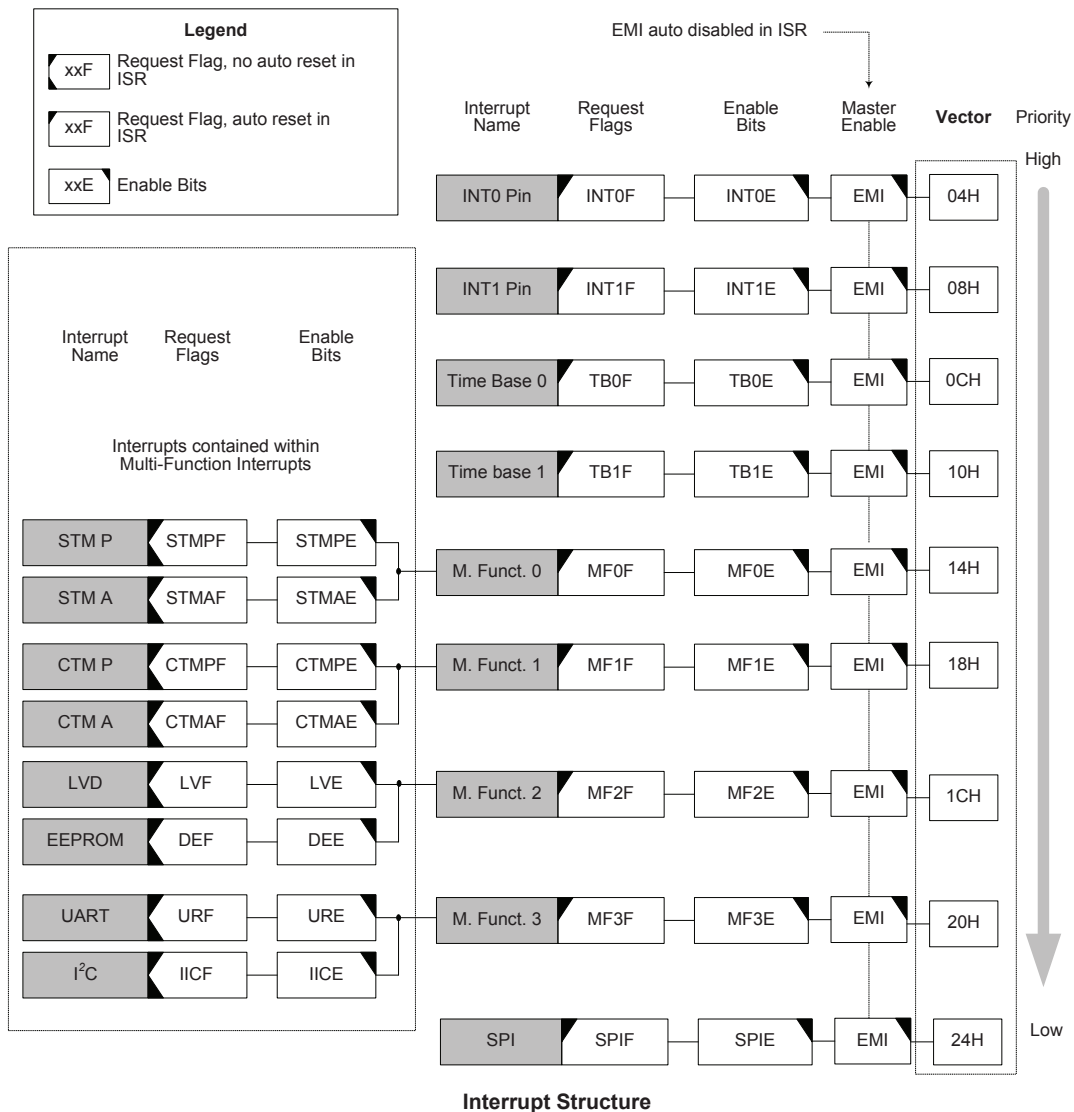 Legend
xxF Request Flag, no auto reset in
ISR
xxF Request Flag, auto reset in
ISR
xxE Enable Bits
EMI auto disabled in ISR
Interrupt
Name
Request
Flags
Enable
Bits
Master
Enable
Vector
Priority
High
INT0 Pin INT0F INT0E EMI 04H
INT1 Pin INT1F INT1E EMI 08H
Time Base 0 TB0F TB0E EMI 0CH
Time base 1 TB1F TB1E EMI 10H
M. Funct. 0 MF0F MF0E EMI 14H
M. Funct. 1 MF1F MF1E EMI 18H
M. Funct. 2 MF2F MF2E EMI 1CH
M. Funct. 3 MF3F MF3E EMI 20H
SPI SPIF SPIE EMI 24H
Low
Interrupt
Name
Request
Flags
Enable
Bits
Interrupts contained within
Multi-Function Interrupts
STM P STMPF STMPE
STM A STMAF STMAE
CTM P CTMPF CTMPE
CTM A CTMAF CTMAE
LVD LVF LVE
EEPROM DEF DEE
UART URF URE
I²C IICF IICE
Interrupt Structure